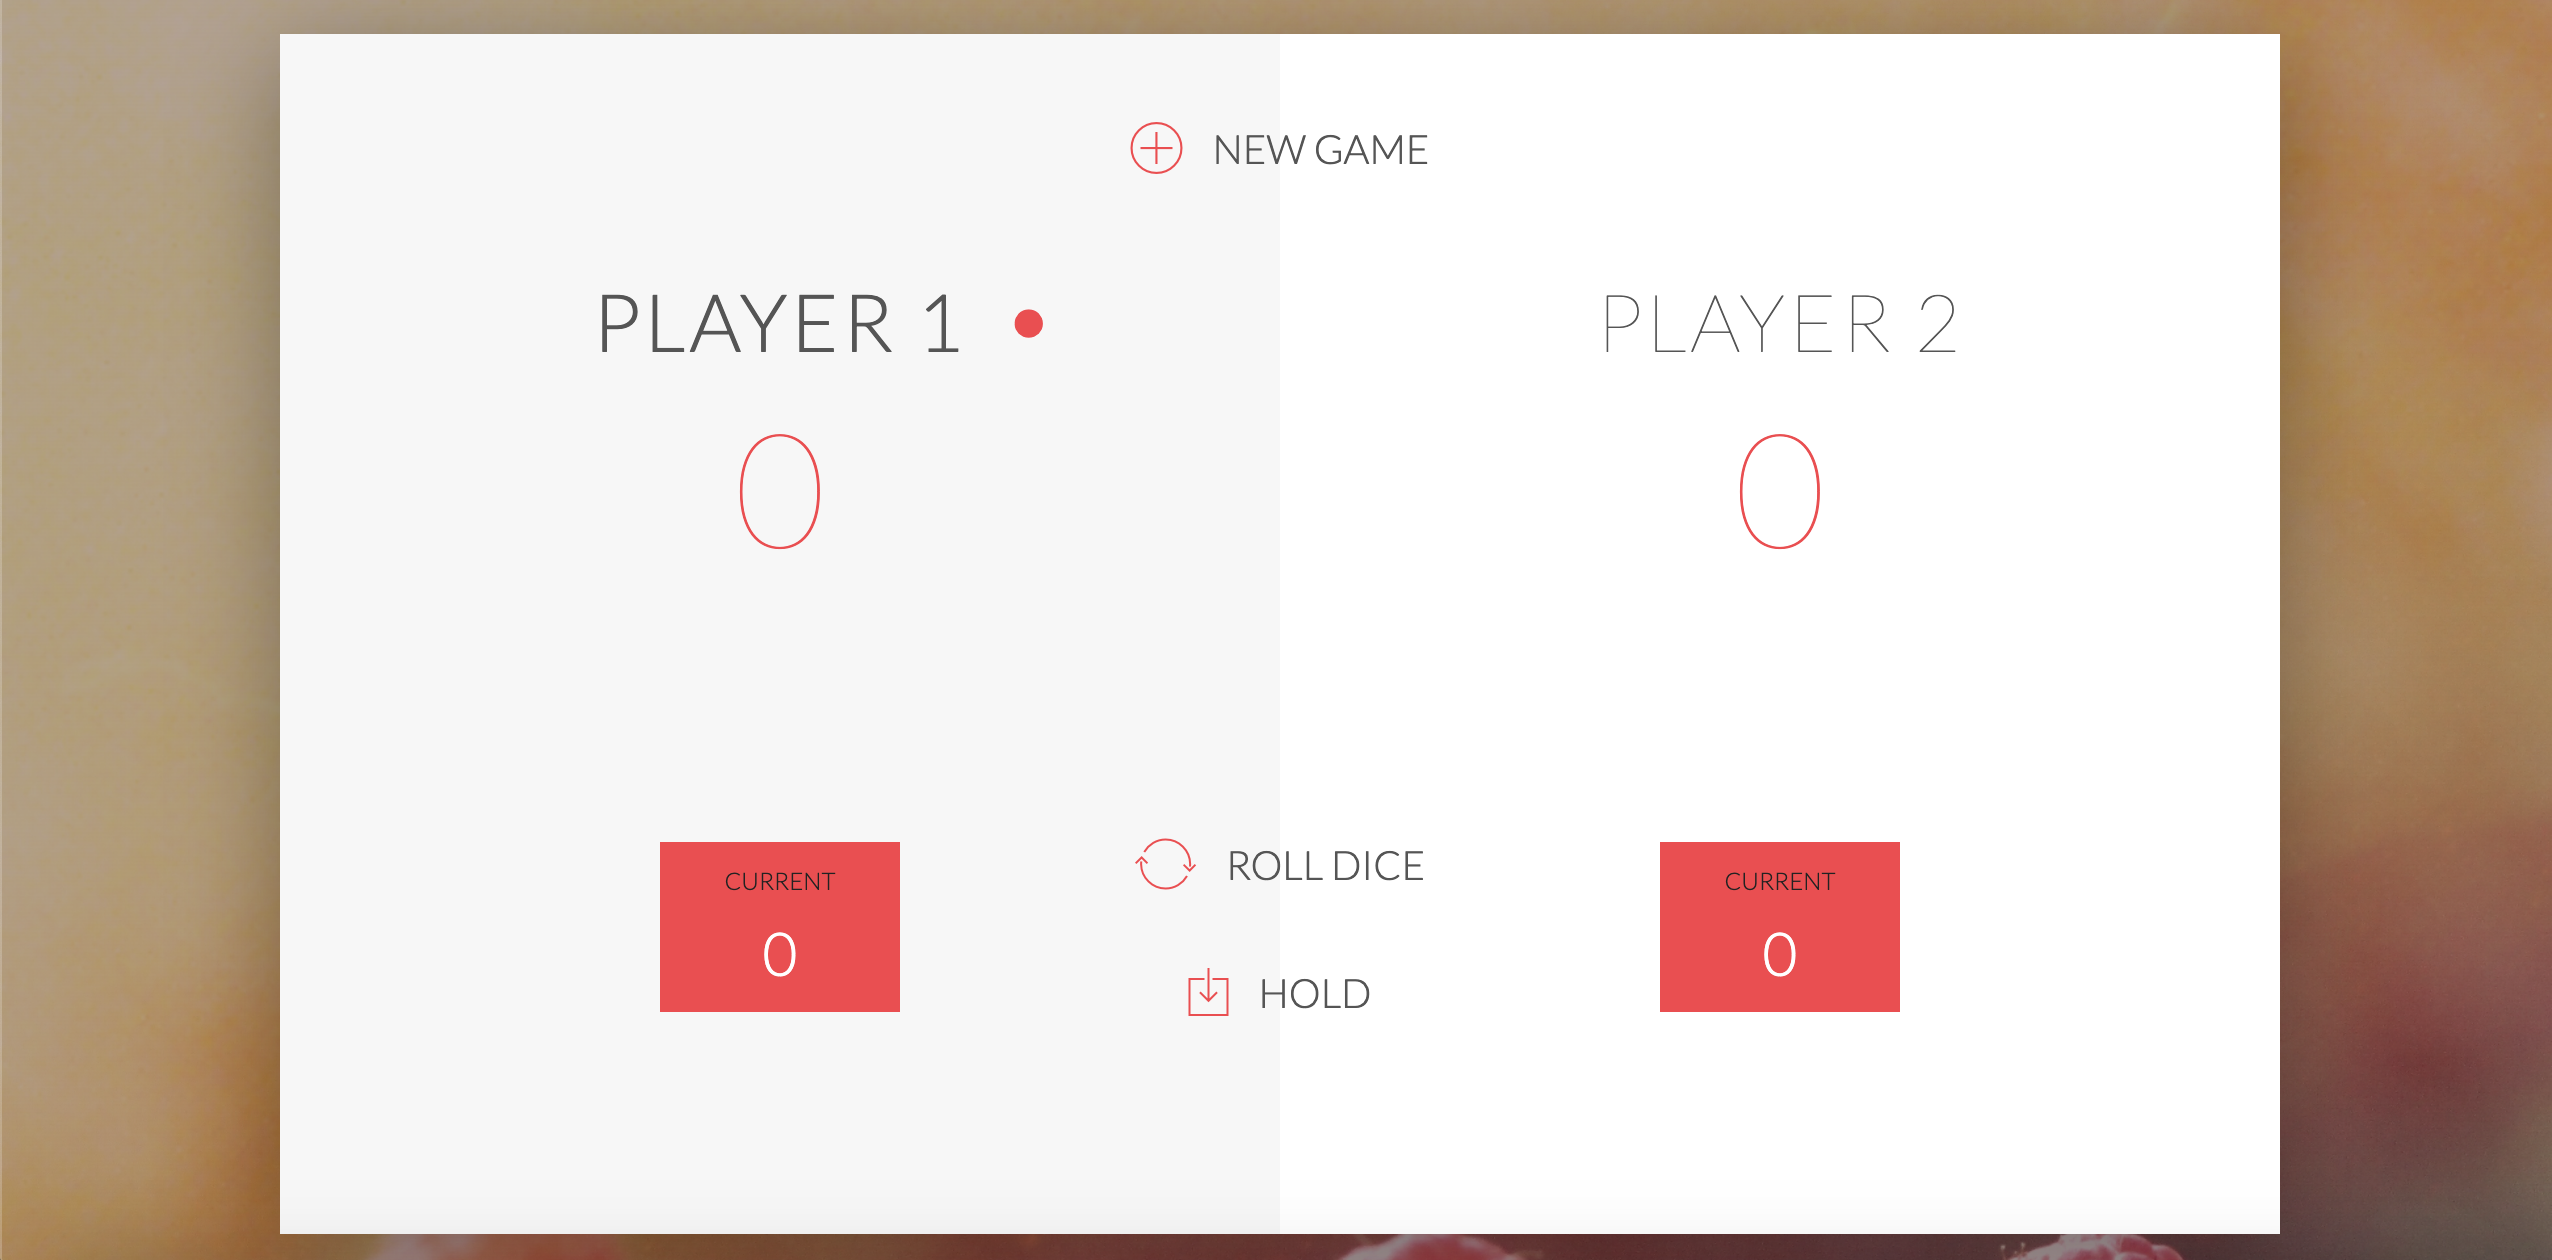 NEW GAME
PLAYER 1
PLAYER 2
0
0
CURRENT
0
ROLL DICE
HOLD
CURRENT
0